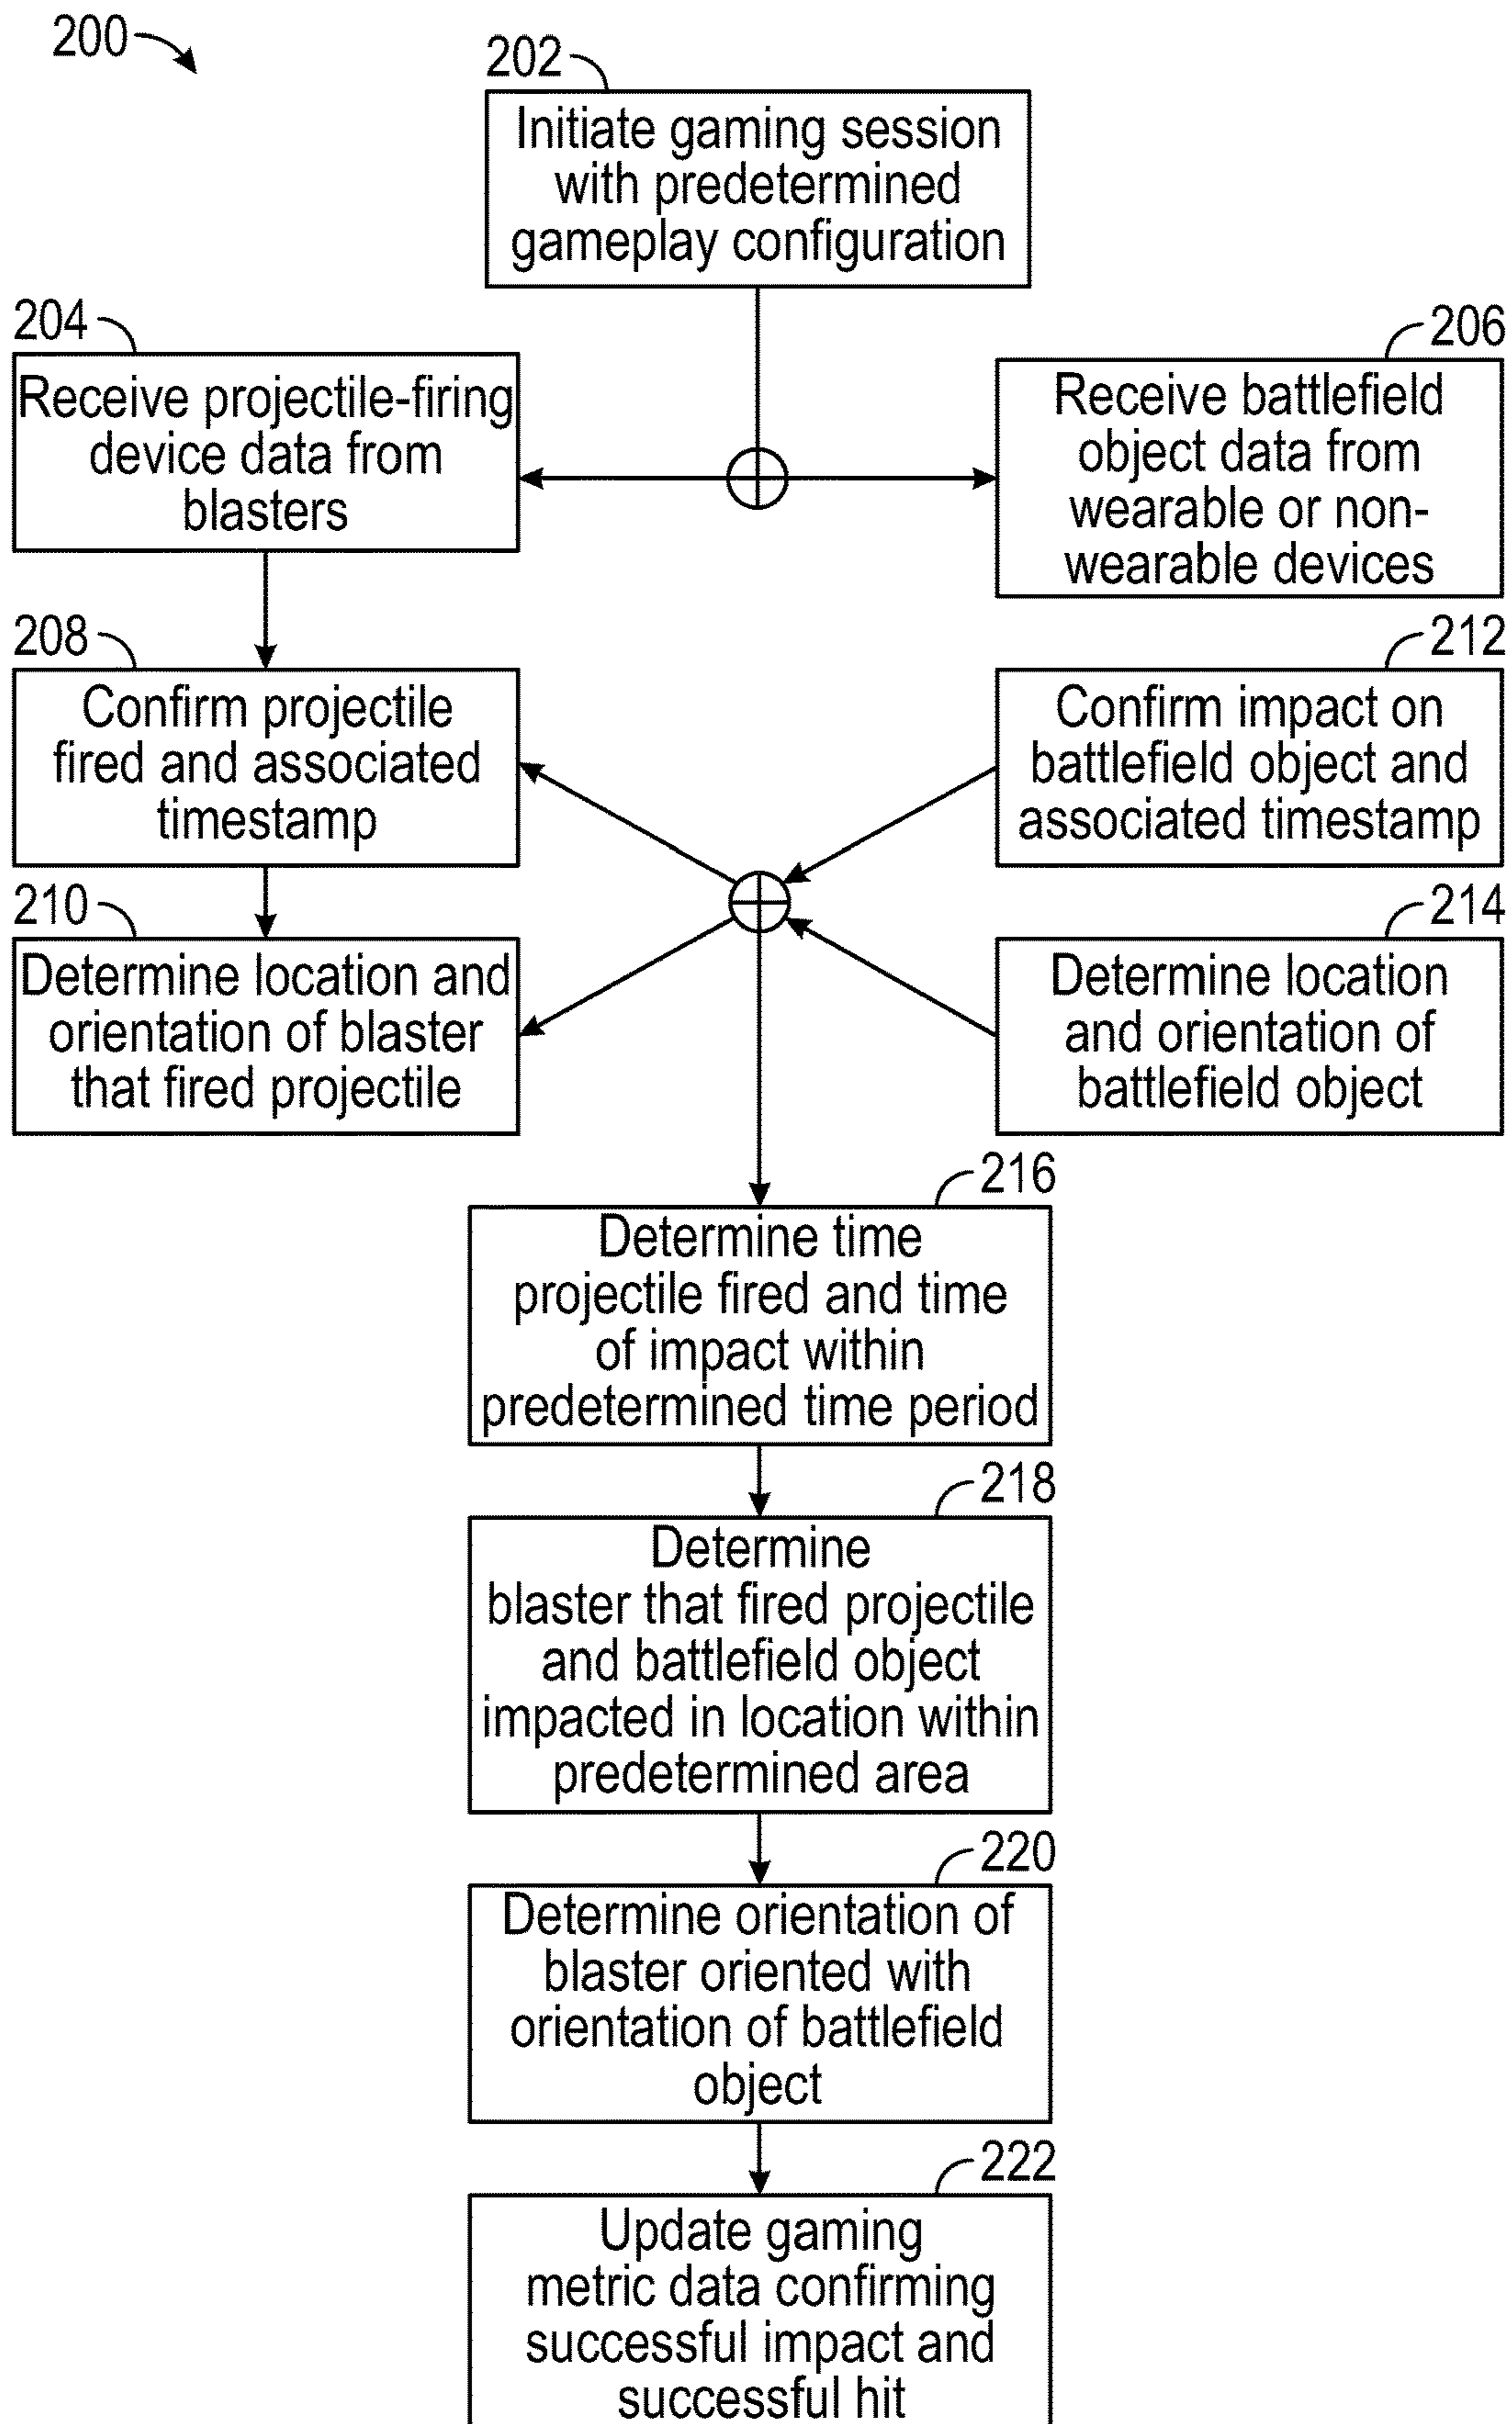 200
202
Initiate gaming session
with predetermined
gameplay configuration
204
Receive projectile-firing
device data from
blasters
206
Receive battlefield
object data from
wearable or non-
wearable devices
208
Confirm projectile
fired and associated
timestamp
212
Confirm impact on
battlefield object and
associated timestamp
210
Determine location and
orientation of blaster
that fired projectile
214
Determine location
and orientation of
battlefield object
216
Determine time
projectile fired and time
of impact within
predetermined time period
218
Determine
blaster that fired projectile
and battlefield object
impacted in location within
predetermined area
220
Determine orientation of
blaster oriented with
orientation of battlefield
object
222
Update gaming
metric data confirming
successful impact and
successful hit